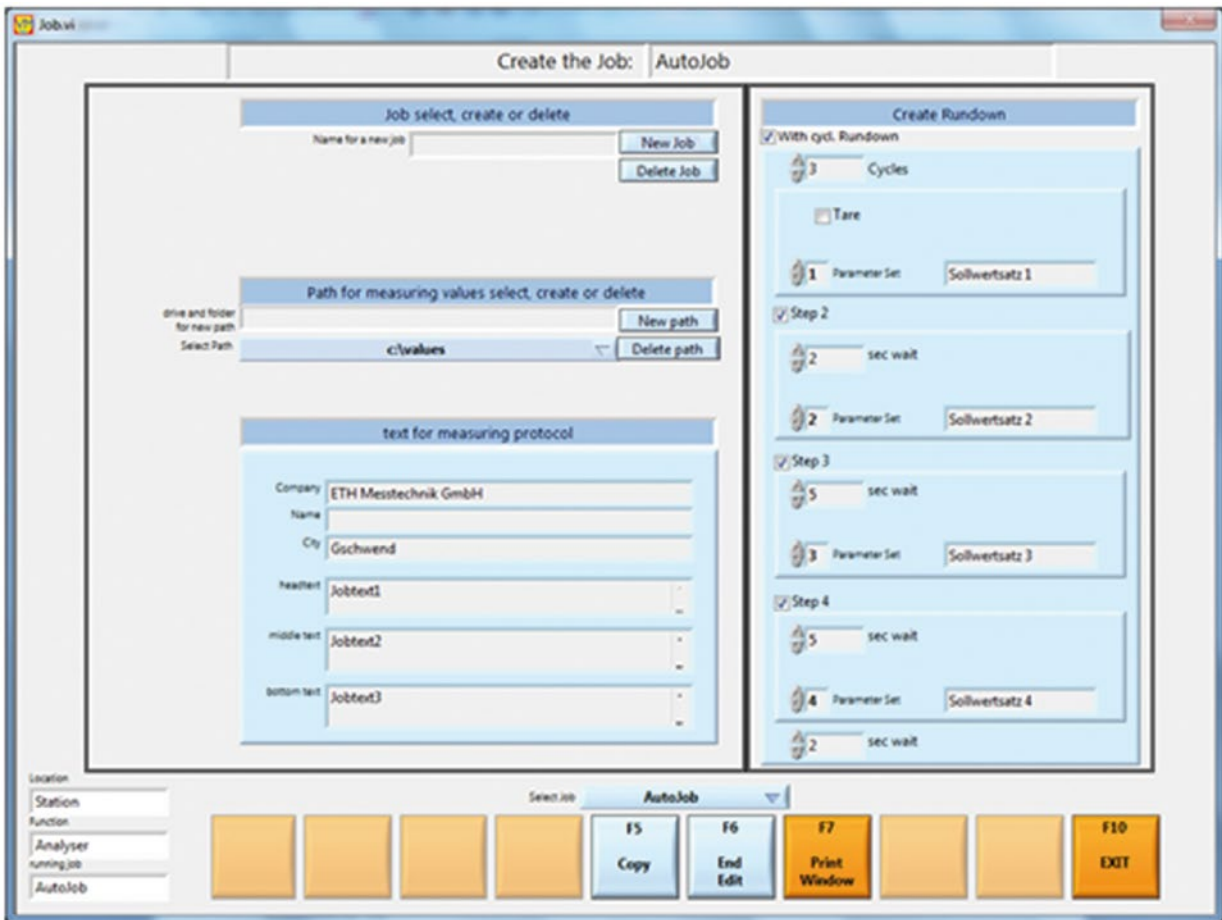 Job.vi
Create the Job: AutoJob
Job select, create or delete
Name for a new job
New Job
Delete Job
Path for measuring values select, create or delete
drive and folder
for new path
New path
Select Path
c:\values
Delete path
text for measuring protocol
Company
ETH Messtechnik GmbH
Name
City
Gschwend
headtext
Jobtext1
middle text
Jobtext2
bottom text
Jobtext3
Create Rundown
With cycl. Rundown
3 Cycles
Tare
1 Parameter Set Sollwertsatz 1
Step 2
2 sec wait
2 Parameter Set Sollwertsatz 2
Step 3
5 sec wait
3 Parameter Set Sollwertsatz 3
Step 4
5 sec wait
4 Parameter Set Sollwertsatz 4
2 sec wait
Location
Station
Function
Analyser
running job
AutoJob
Select Job
AutoJob
F5
Copy
F6
End
Edit
F7
Print
Window
F10
EXIT